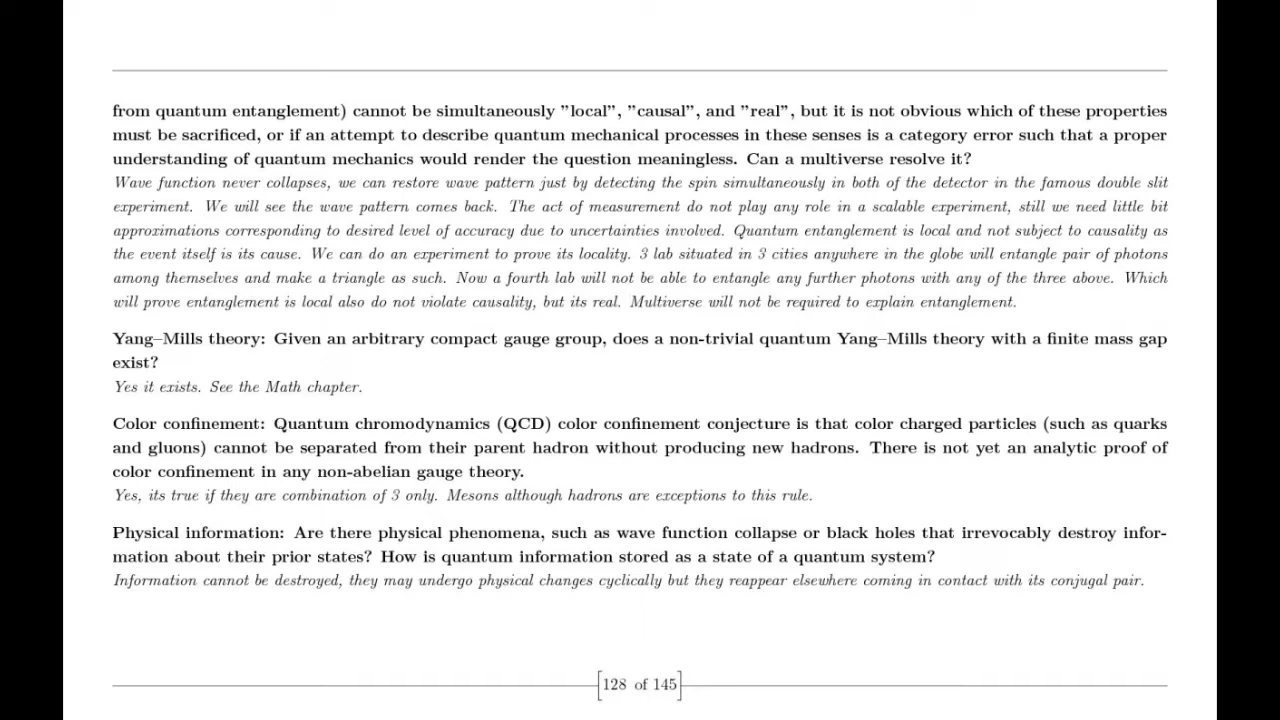 from quantum entanglement) cannot be simultaneously ”local”, ”causal”, and ”real”, but it is not obvious which of these properties
must be sacrificed, or if an attempt to describe quantum mechanical processes in these senses is a category error such that a proper
understanding of quantum mechanics would render the question meaningless. Can a multiverse resolve it?
Wave function never collapses, we can restore wave pattern just by detecting the spin simultaneously in both of the detector in the famous double slit
experiment. We will see the wave pattern comes back. The act of measurement do not play any role in a scalable experiment, still we need little bit
approximations corresponding to desired level of accuracy due to uncertainties involved. Quantum entanglement is local and not subject to causality as
the event itself is its cause. We can do an experiment to prove its locality. 3 lab situated in 3 cities anywhere in the globe will entangle pair of photons
among themselves and make a triangle as such. Now a fourth lab will not be able to entangle any further photons with any of the three above. Which
will prove entanglement is local also do not violate causality, but its real. Multiverse will not be required to explain entanglement.
Yang–Mills theory: Given an arbitrary compact gauge group, does a non-trivial quantum Yang–Mills theory with a finite mass gap
exist?
Yes it exists. See the Math chapter.
Color confinement: Quantum chromodynamics (QCD) color confinement conjecture is that color charged particles (such as quarks
and gluons) cannot be separated from their parent hadron without producing new hadrons. There is not yet an analytic proof of
color confinement in any non-abelian gauge theory.
Yes, its true if they are combination of 3 only. Mesons although hadrons are exceptions to this rule.
Physical information: Are there physical phenomena, such as wave function collapse or black holes that irrevocably destroy infor-
mation about their prior states? How is quantum information stored as a state of a quantum system?
Information cannot be destroyed, they may undergo physical changes cyclically but they reappear elsewhere coming in contact with its conjugal pair.
128 of 145